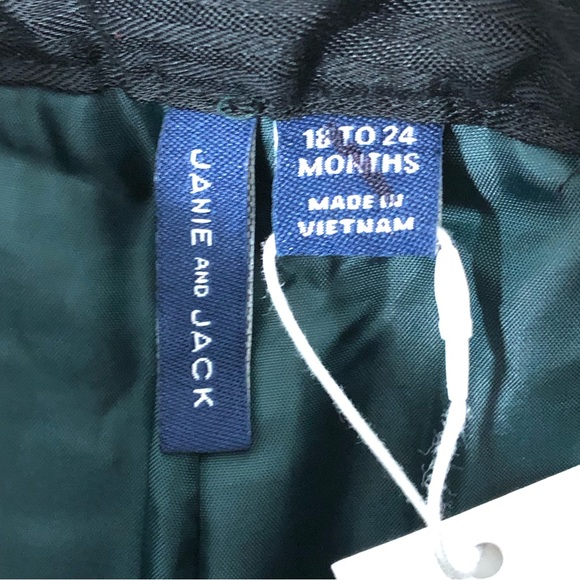 JANIE AND JACK
18 TO 24
MONTHS
MADE IN
VIETNAM